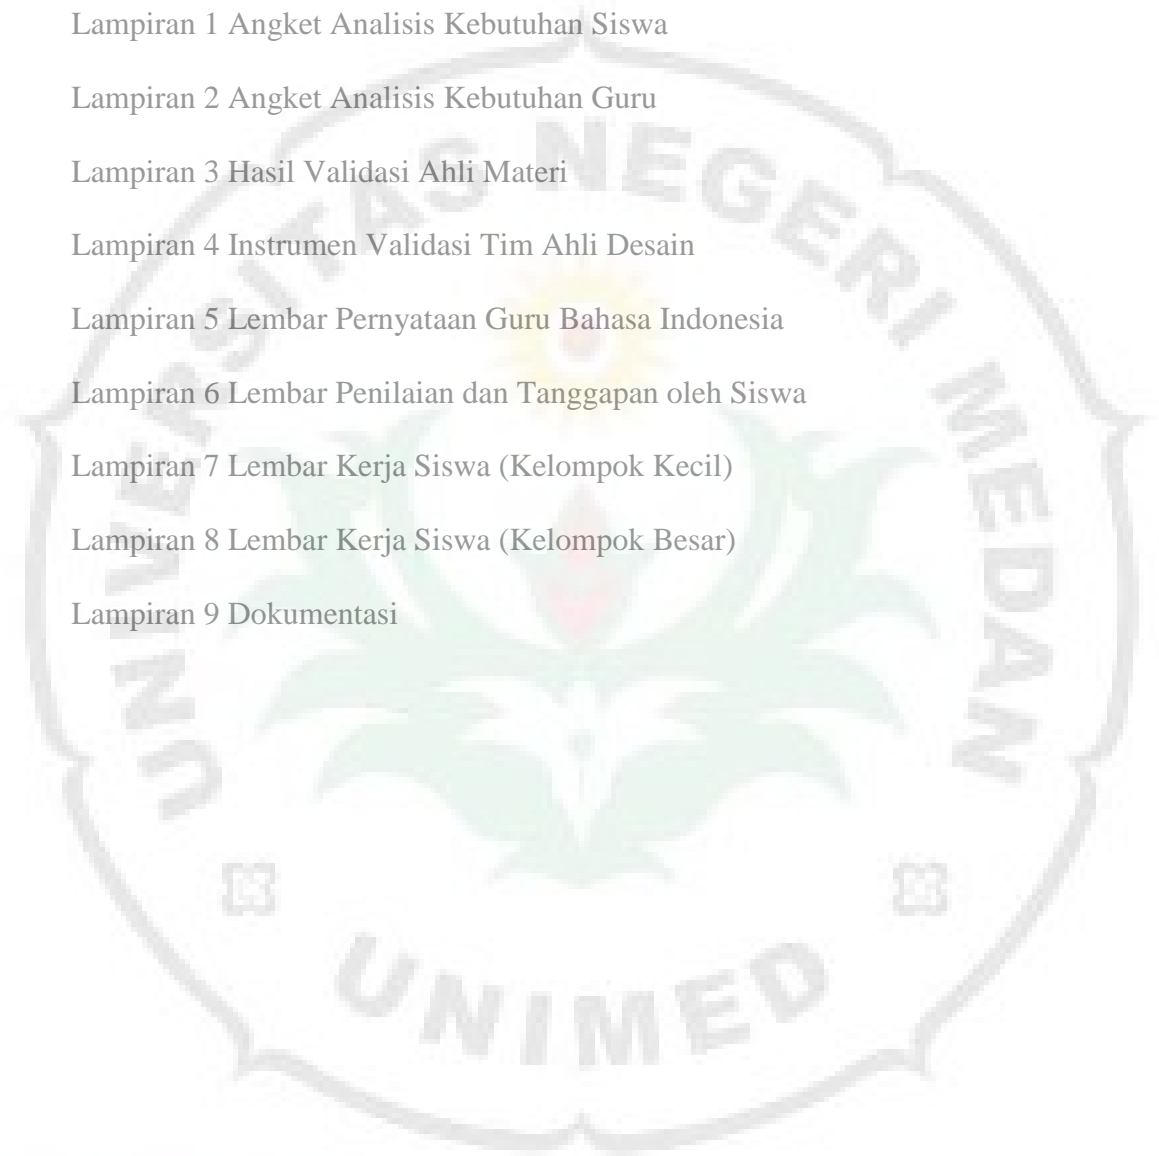 Lampiran 1 Angket Analisis Kebutuhan Siswa
Lampiran 2 Angket Analisis Kebutuhan Guru
Lampiran 3 Hasil Validasi Ahli Materi
Lampiran 4 Instrumen Validasi Tim Ahli Desain
Lampiran 5 Lembar Pernyataan Guru Bahasa Indonesia
Lampiran 6 Lembar Penilaian dan Tanggapan oleh Siswa
Lampiran 7 Lembar Kerja Siswa (Kelompok Kecil)
Lampiran 8 Lembar Kerja Siswa (Kelompok Besar)
Lampiran 9 Dokumentasi
UNIVERSITAS NEGERI MEDAN
UNIMED